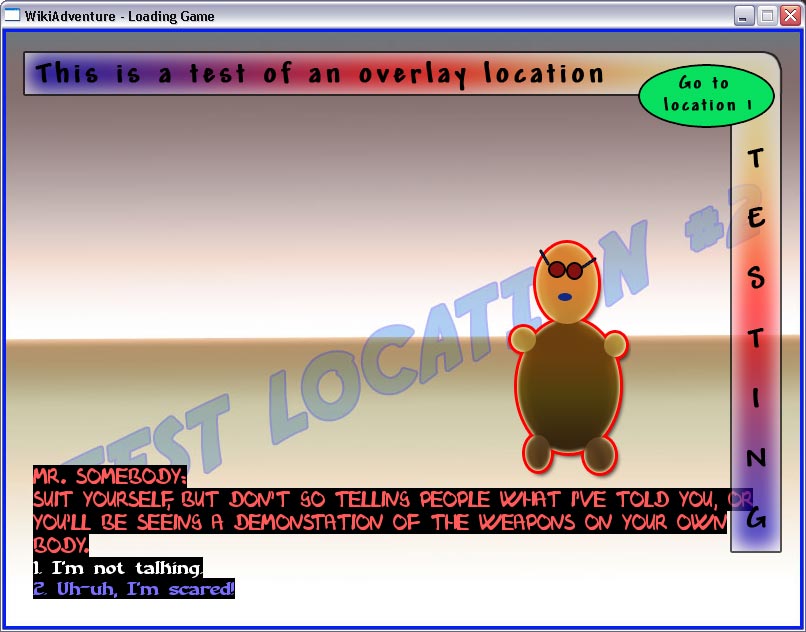 WikiAdventure - Loading Game
This is a test of an overlay location
Go to
location 1
TESTING
TEST LOCATION #2
MR. SOMEBODY:
SUIT YOURSELF, BUT DON'T GO TELLING PEOPLE WHAT I'VE TOLD YOU, OR
YOU'LL BE SEEING A DEMONSTATION OF THE WEAPONS ON YOUR OWN
BODY.
1. I'm not talking.
2. Uh-uh, I'm scared!